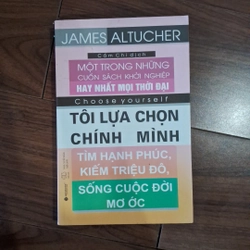 JAMES ALTUCHER
Cẩm Chi dịch
MỘT TRONG NHỮNG
CUỐN SÁCH KHỞI NGHIỆP
HAY NHẤT MỌI THỜI ĐẠI
Choose yourself
TÔI LỰA CHỌN
CHÍNH MÌNH
TÌM HẠNH PHÚC,
KIẾM TRIỆU ĐÔ,
SỐNG CUỘC ĐỜI
MƠ ƯỚC